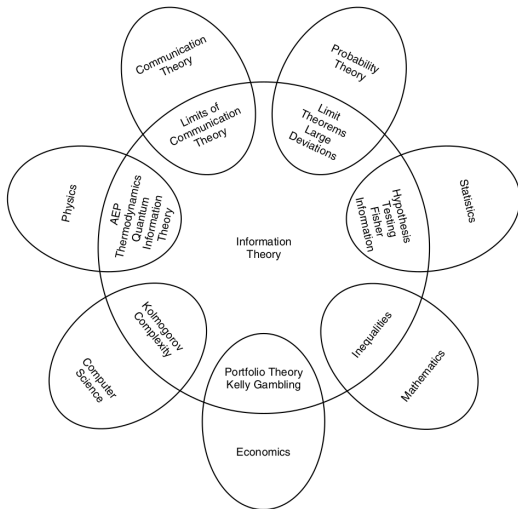 Communication
Theory
Probability
Theory
Limits of
Communication
Theory
Limit
Theorems
Large
Deviations
Physics
AEP
Thermodynamics
Quantum
Information
Theory
Hypothesis
Testing
Fisher
Information
Statistics
Information
Theory
Computer
Science
Kolmogorov
Complexity
Inequalities
Mathematics
Portfolio Theory
Kelly Gambling
Economics